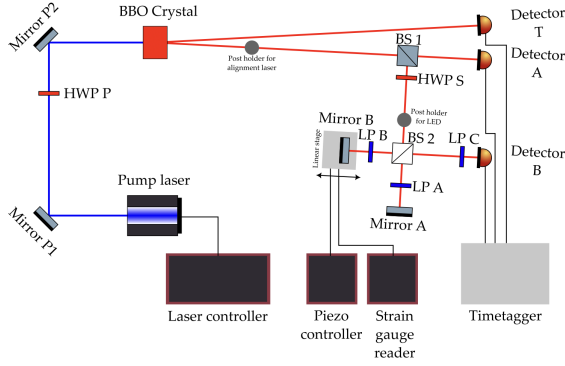 Mirror P2
BBO Crystal
Detector
T
BS 1
Detector
A
Post holder for
alignment laser
HWP P
HWP S
Post holder
for LED
Mirror B
LP B
BS 2
LP C
Linear stage
Detector
B
Pump laser
LP A
Mirror P1
Mirror A
Laser controller
Piezo
controller
Strain
gauge
reader
Timetagger